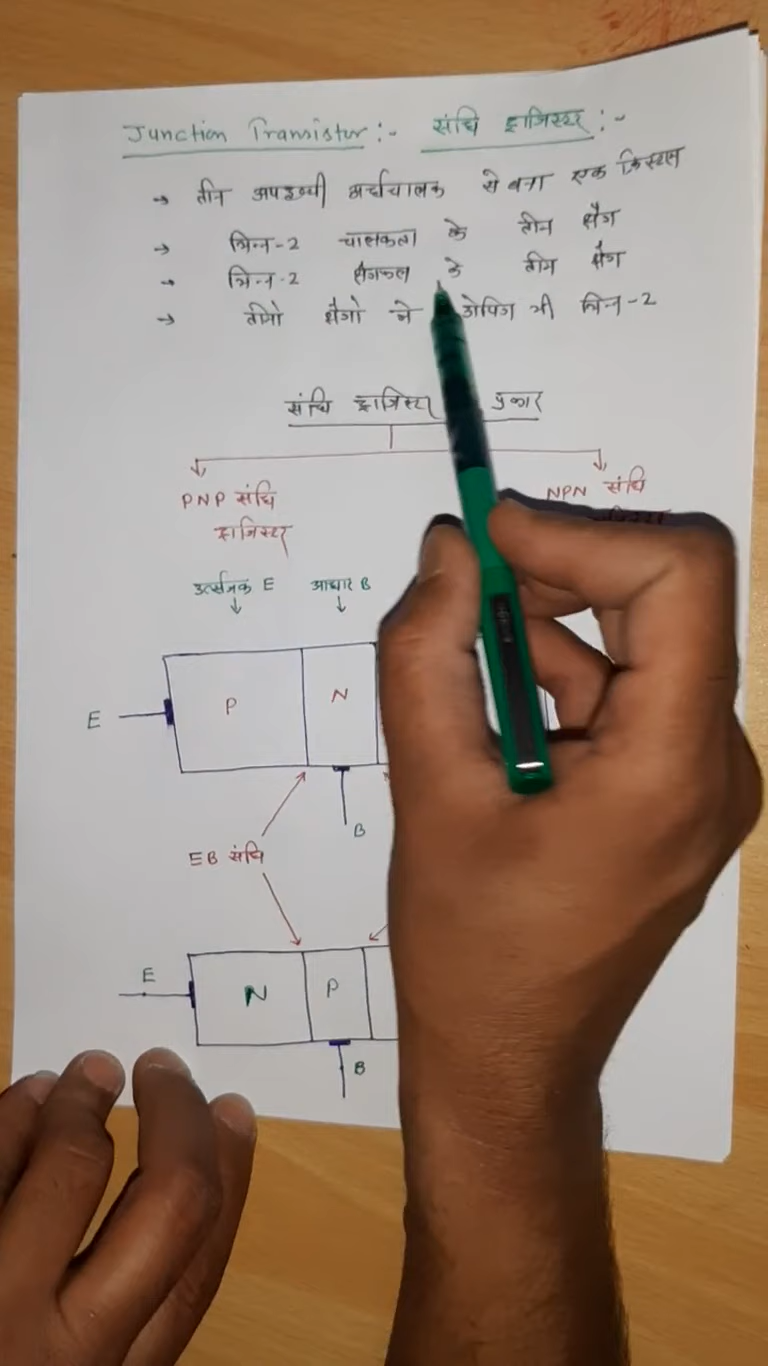 Junction Transistor:- संधि ट्रांजिस्टर:-
→ तीन अपद्रव्यी अर्धचालक से बना एक क्रिस्टल
→ भिन्न-2 चालकता के तीन क्षेत्र
→ भिन्न-2 क्षेत्रफल के तीन क्षेत्र
→ तीनो क्षेत्रो में डोपिंग भी भिन्न-2
संधि ट्रांजिस्टर प्रकार
PNP संधि NPN संधि
ट्रांजिस्टर
उत्सर्जक E आधार B
E P N
B
EB संधि
E N P
B